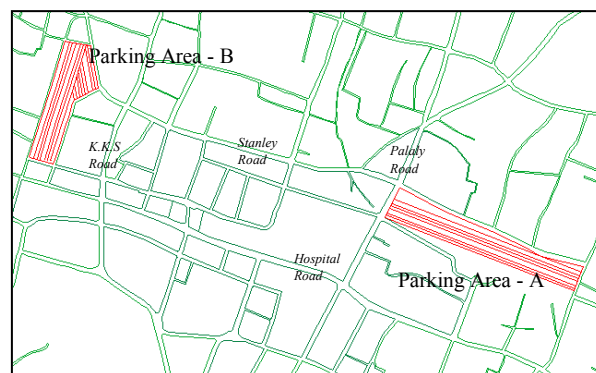 Parking Area - B
K.K.S
Road
Stanley
Road
Palaly
Road
Hospital
Road
Parking Area - A